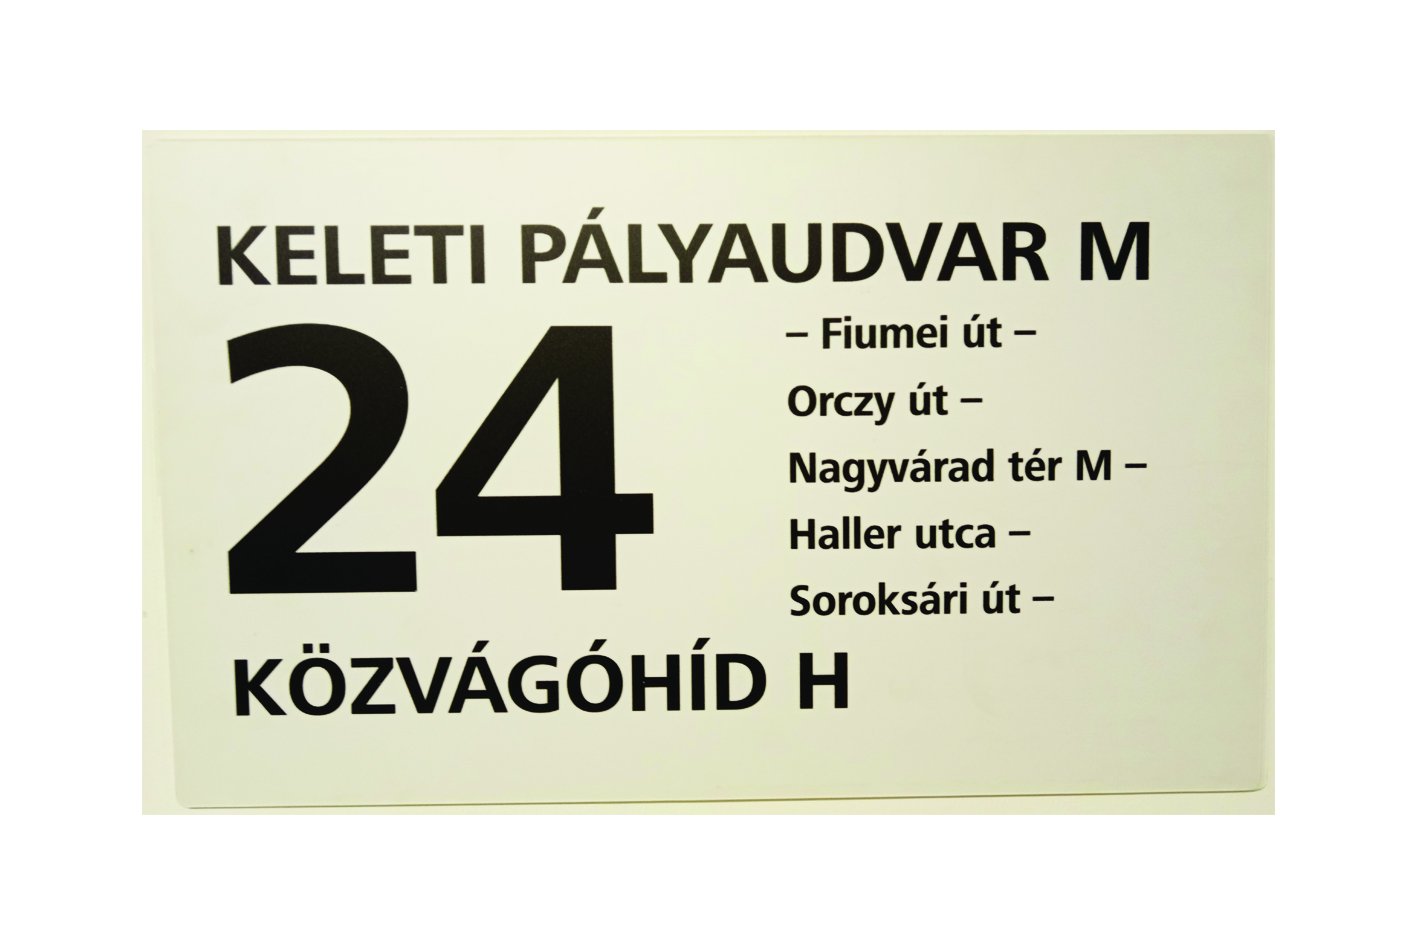 KELETI PÁLYAUDVAR M
24
– Fiumei út –
Orczy út –
Nagyvárad tér M –
Haller utca –
Soroksári út –
KÖZVÁGÓHÍD H